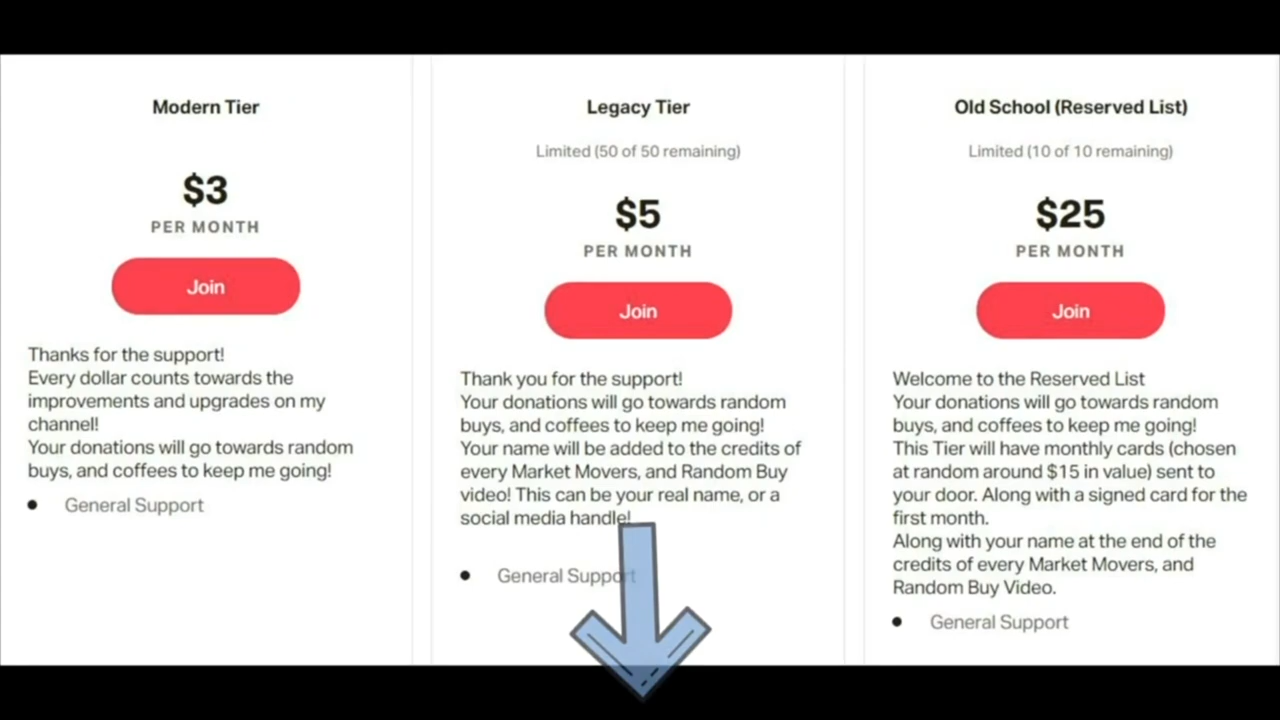 Modern Tier
$3
PER MONTH
Join
Thanks for the support!
Every dollar counts towards the
improvements and upgrades on my
channel!
Your donations will go towards random
buys, and coffees to keep me going!
General Support
Legacy Tier
Limited (50 of 50 remaining)
$5
PER MONTH
Join
Thank you for the support!
Your donations will go towards random
buys, and coffees to keep me going!
Your name will be added to the credits of
every Market Movers, and Random Buy
video! This can be your real name, or a
social media handle!
General Support
Old School (Reserved List)
Limited (10 of 10 remaining)
$25
PER MONTH
Join
Welcome to the Reserved List
Your donations will go towards random
buys, and coffees to keep me going!
This Tier will have monthly cards (chosen
at random around $15 in value) sent to
your door. Along with a signed card for the
first month.
Along with your name at the end of the
credits of every Market Movers, and
Random Buy Video.
General Support